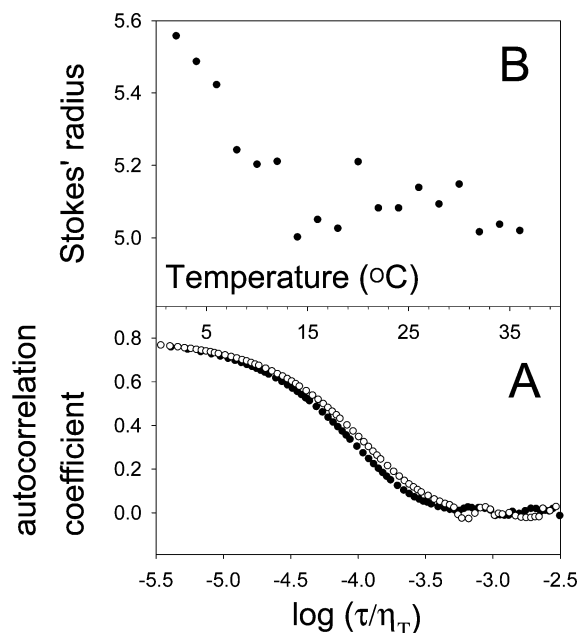 5.6
B
5.4
5.2
5.0
Stokes' radius
Temperature (°C)
5 15 25 35
0.8
A
0.6
0.4
0.2
0.0
autocorrelation
coefficient
-5.5 -5.0 -4.5 -4.0 -3.5 -3.0 -2.5
log (τ/ηT)